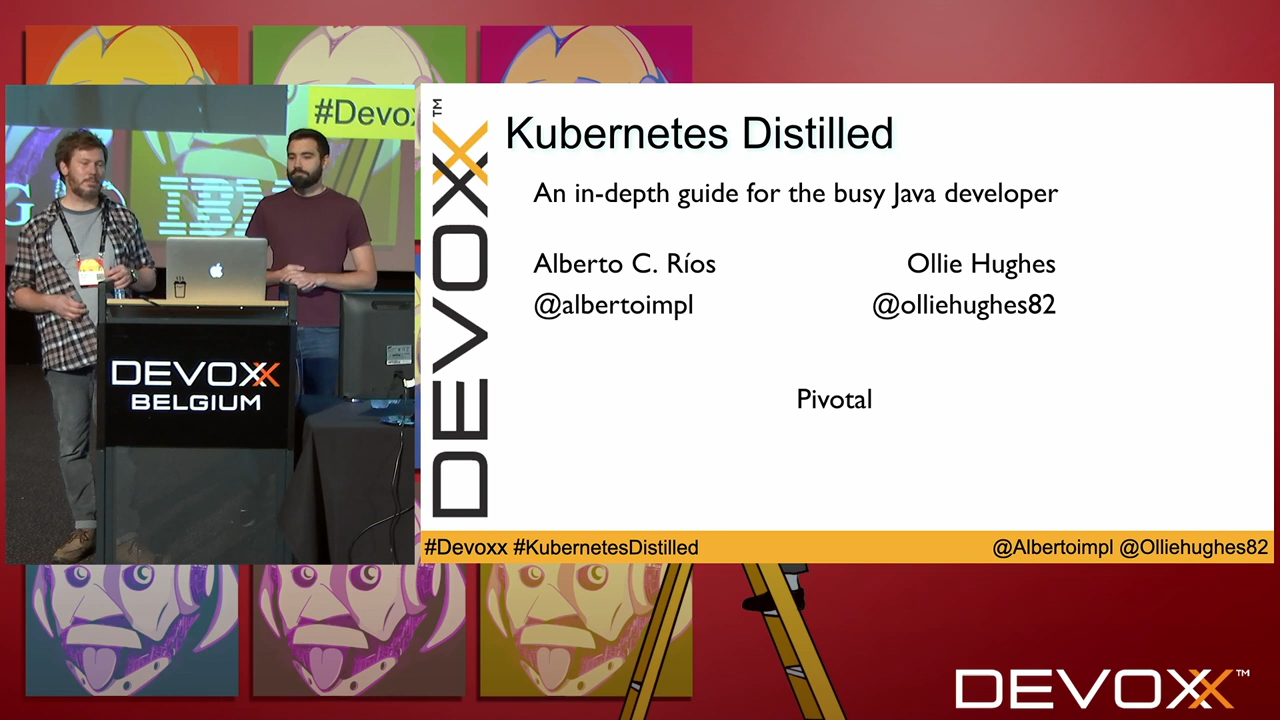 #Devox
G
IBM
DEVOXX
BELGIUM
DEVOXX™
Kubernetes Distilled
An in-depth guide for the busy Java developer
Alberto C. Ríos
Ollie Hughes
@albertoimpl
@olliehughes82
Pivotal
#Devoxx #KubernetesDistilled
@Albertoimpl @Olliehughes82
DEVOXX™